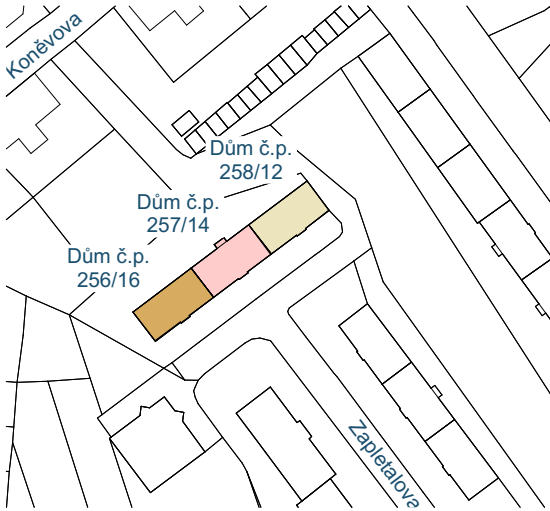 Koněvova
Dům č.p.
258/12
Dům č.p.
257/14
Dům č.p.
256/16
Zapletalova